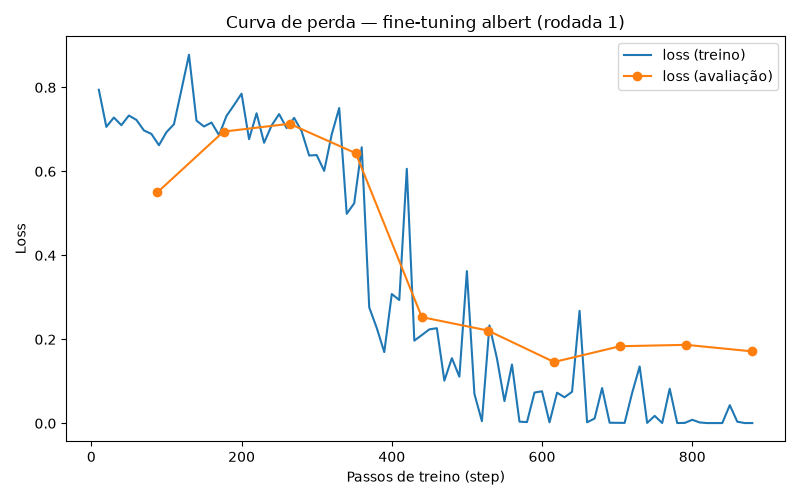 Curva de perda — fine-tuning albert (rodada 1)
loss (treino)
loss (avaliação)
Loss
0.8
0.6
0.4
0.2
0.0
0
200
400
600
800
Passos de treino (step)